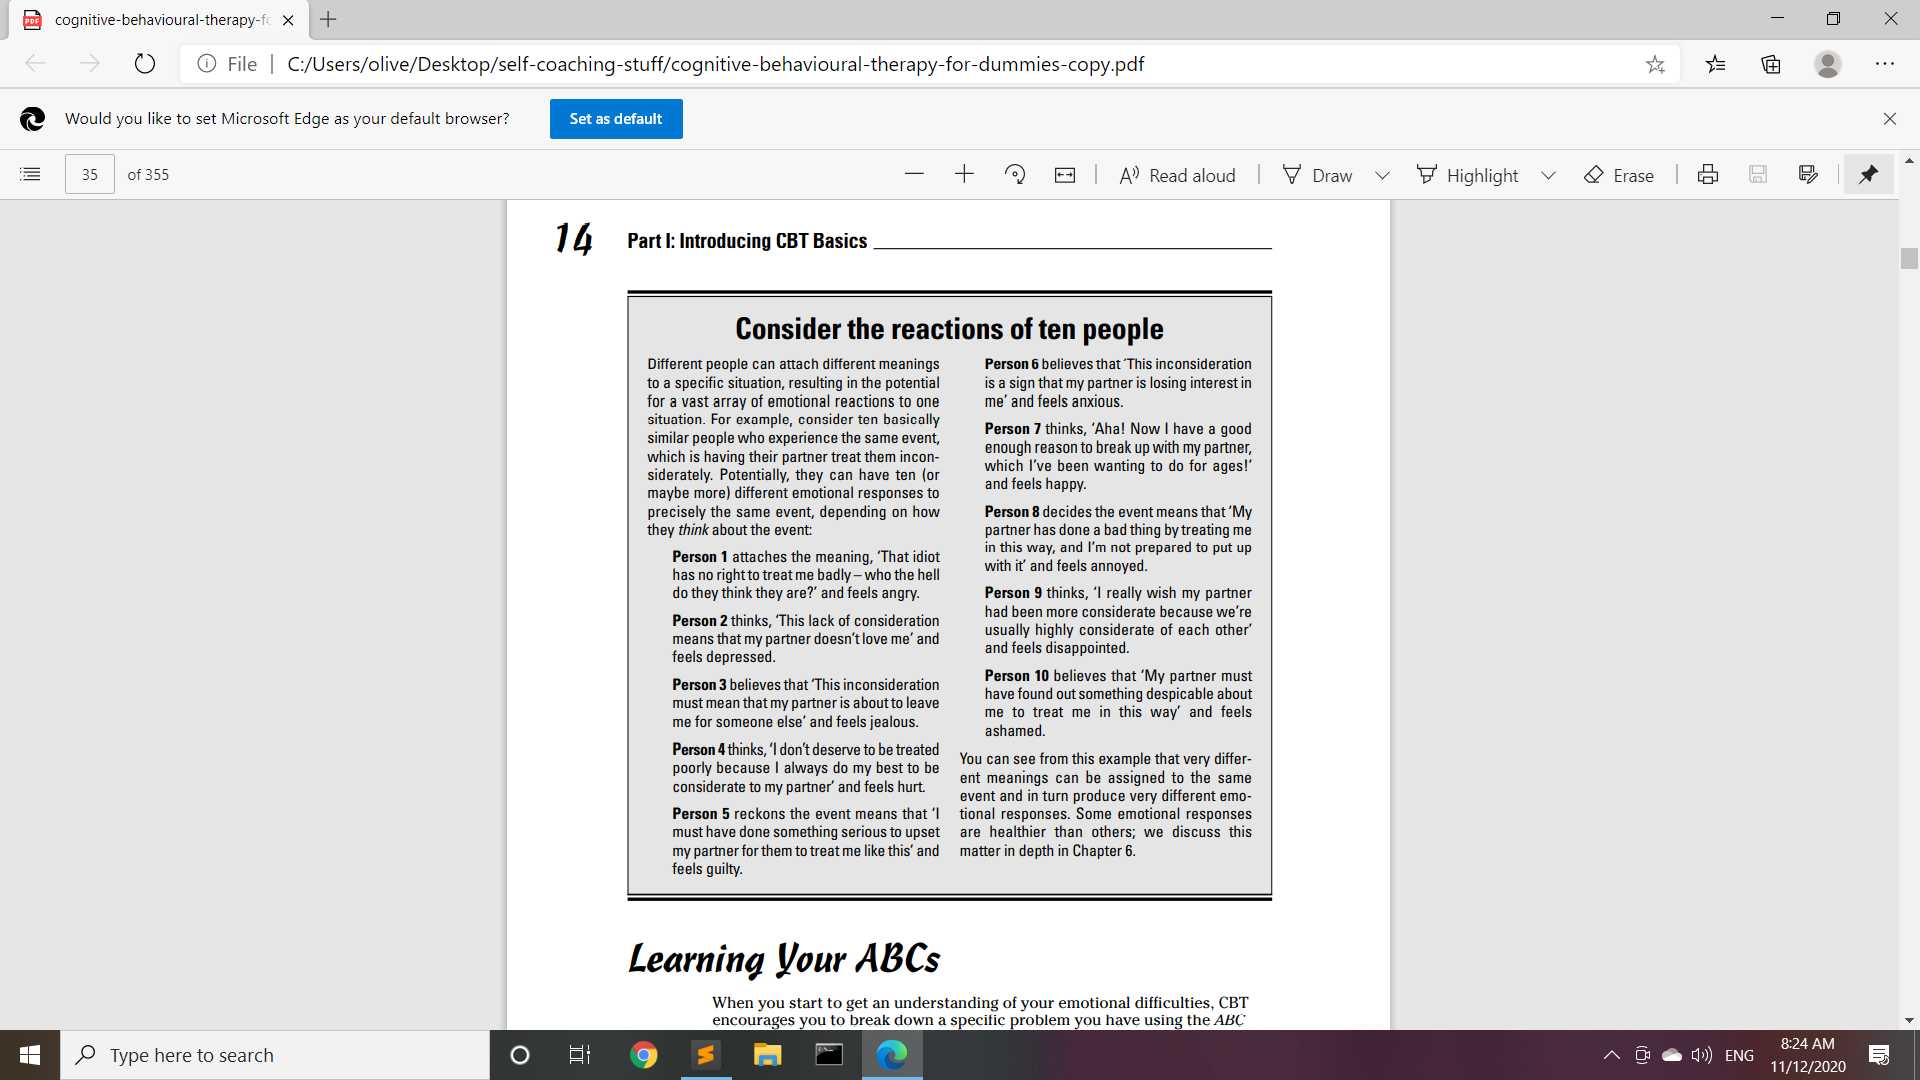 cognitive-behavioural-therapy-fo
File
C:/Users/olive/Desktop/self-coaching-stuff/cognitive-behavioural-therapy-for-dummies-copy.pdf
Would you like to set Microsoft Edge as your default browser?
Set as default
35
of 355
Read aloud
Draw
Highlight
Erase
14
Part I: Introducing CBT Basics
Consider the reactions of ten people
Different people can attach different meanings
to a specific situation, resulting in the potential
for a vast array of emotional reactions to one
situation. For example, consider ten basically
similar people who experience the same event,
which is having their partner treat them incon-
siderately. Potentially, they can have ten (or
maybe more) different emotional responses to
precisely the same event, depending on how
they think about the event:
Person 1 attaches the meaning, ‘That idiot
has no right to treat me badly – who the hell
do they think they are?’ and feels angry.
Person 2 thinks, ‘This lack of consideration
means that my partner doesn’t love me’ and
feels depressed.
Person 3 believes that ‘This inconsideration
must mean that my partner is about to leave
me for someone else’ and feels jealous.
Person 4 thinks, ‘I don’t deserve to be treated
poorly because I always do my best to be
considerate to my partner’ and feels hurt.
Person 5 reckons the event means that ‘I
must have done something serious to upset
my partner for them to treat me like this’ and
feels guilty.
Person 6 believes that ‘This inconsideration
is a sign that my partner is losing interest in
me’ and feels anxious.
Person 7 thinks, ‘Aha! Now I have a good
enough reason to break up with my partner,
which I’ve been wanting to do for ages!’
and feels happy.
Person 8 decides the event means that ‘My
partner has done a bad thing by treating me
in this way, and I’m not prepared to put up
with it’ and feels annoyed.
Person 9 thinks, ‘I really wish my partner
had been more considerate because we’re
usually highly considerate of each other’
and feels disappointed.
Person 10 believes that ‘My partner must
have found out something despicable about
me to treat me in this way’ and feels
ashamed.
You can see from this example that very differ-
ent meanings can be assigned to the same
event and in turn produce very different emo-
tional responses. Some emotional responses
are healthier than others; we discuss this
matter in depth in Chapter 6.
Learning Your ABCs
When you start to get an understanding of your emotional difficulties, CBT
encourages you to break down a specific problem you have using the ABC
Type here to search
ENG
8:24 AM
11/12/2020